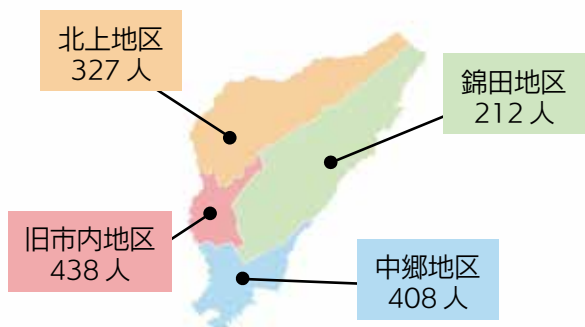 北上地区
327 人
錦田地区
212 人
旧市内地区
438 人
中郷地区
408 人